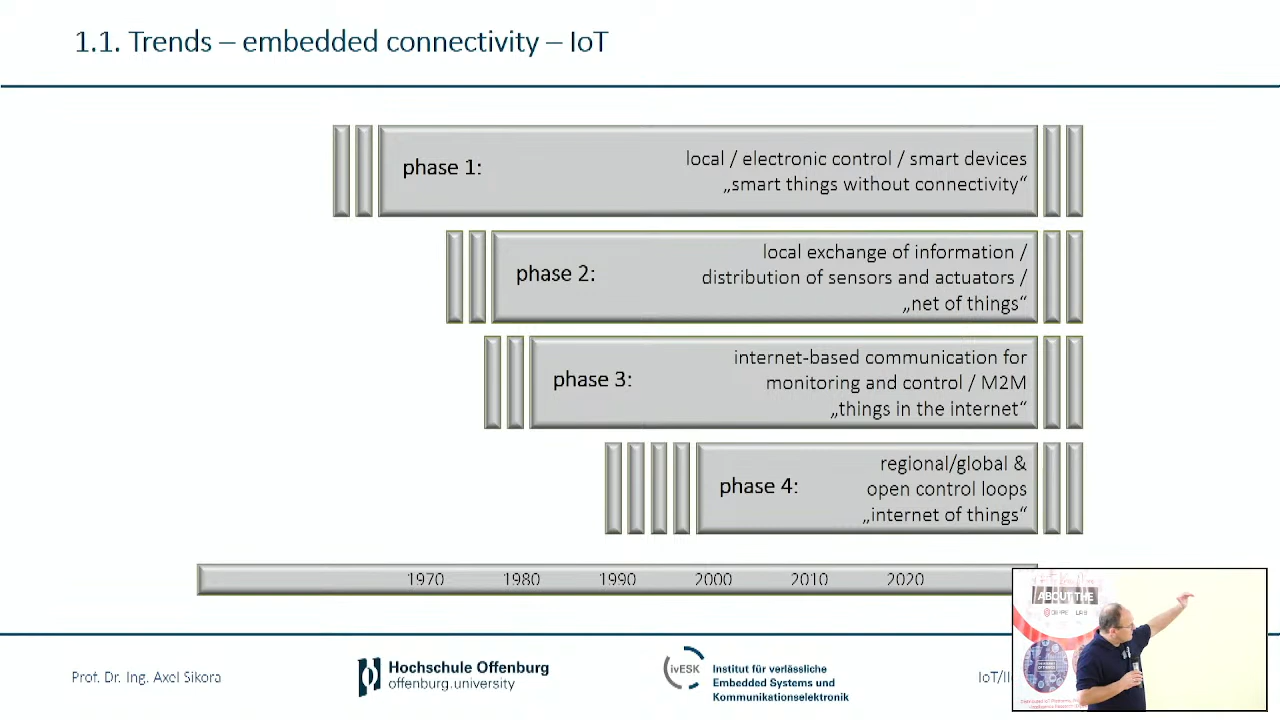 1.1. Trends – embedded connectivity – IoT
phase 1:
local / electronic control / smart devices
„smart things without connectivity“
phase 2:
local exchange of information /
distribution of sensors and actuators /
„net of things“
phase 3:
internet-based communication for
monitoring and control / M2M
„things in the internet“
phase 4:
regional/global &
open control loops
„internet of things“
1970 1980 1990 2000 2010 2020
Prof. Dr. Ing. Axel Sikora
Hochschule Offenburg
offenburg.university
ivESK
Institut für verlässliche
Embedded Systems und
Kommunikationselektronik
IoT/II
ABOUT THE